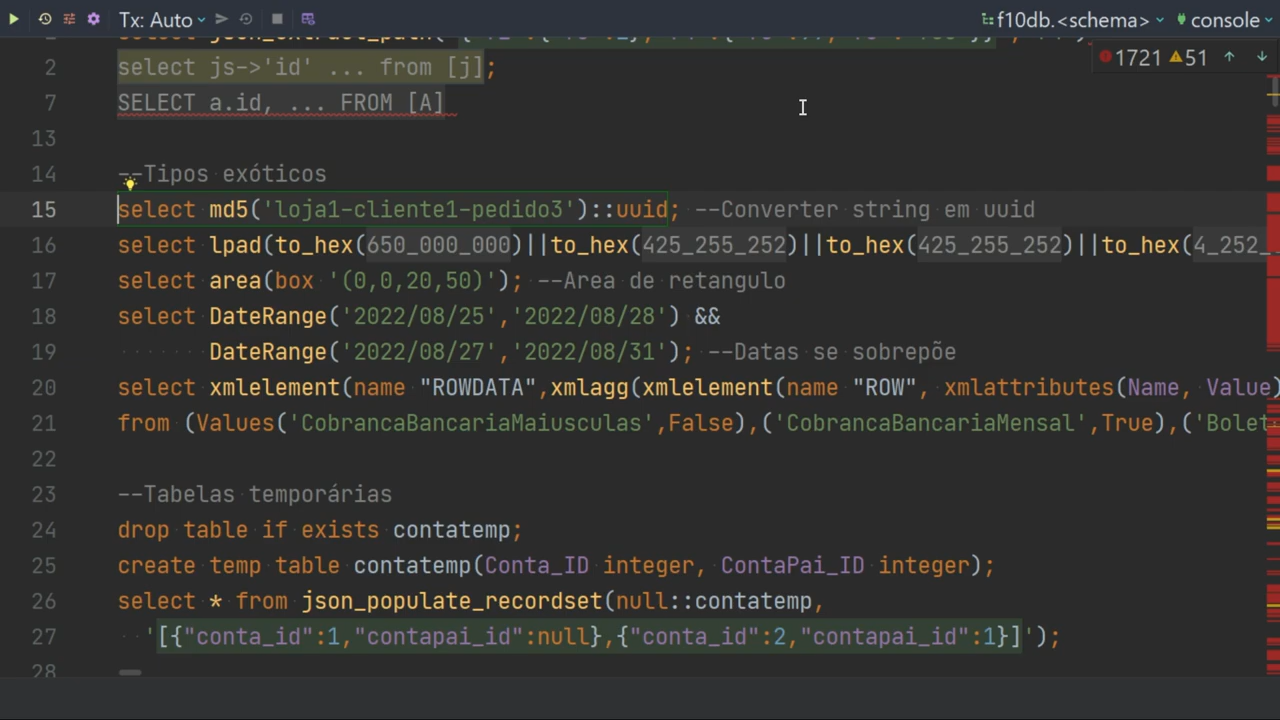 Tx: Auto
f10db.<schema>
console
1721 51
2 select js->'id' ... from [j];
7 SELECT a.id, ... FROM [A]
13
14 --Tipos exóticos
15 select md5('loja1-cliente1-pedido3')::uuid; --Converter string em uuid
16 select lpad(to_hex(650_000_000)||to_hex(425_255_252)||to_hex(425_255_252)||to_hex(4_252_
17 select area(box '(0,0,20,50)'); --Area de retangulo
18 select DateRange('2022/08/25','2022/08/28') &&
19 DateRange('2022/08/27','2022/08/31'); --Datas se sobrepõe
20 select xmlelement(name "ROWDATA",xmlagg(xmlelement(name "ROW", xmlattributes(Name, Value)
21 from (Values('CobrancaBancariaMaiusculas',False),('CobrancaBancariaMensal',True),('Bolet
22
23 --Tabelas temporárias
24 drop table if exists contatemp;
25 create temp table contatemp(Conta_ID integer, ContaPai_ID integer);
26 select * from json_populate_recordset(null::contatemp,
27 '[{"conta_id":1,"contapai_id":null},{"conta_id":2,"contapai_id":1}]');
28